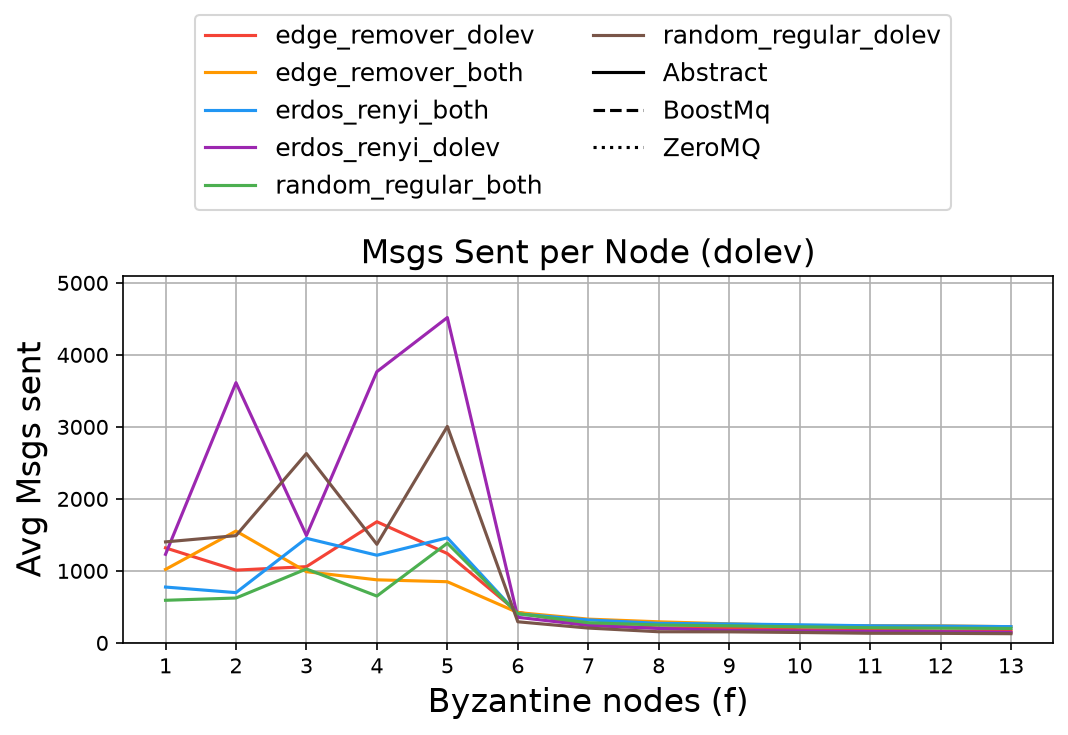 edge_remover_dolev
edge_remover_both
erdos_renyi_both
erdos_renyi_dolev
random_regular_both
random_regular_dolev
Abstract
BoostMq
ZeroMQ
Msgs Sent per Node (dolev)
Avg Msgs sent
5000
4000
3000
2000
1000
0
1 2 3 4 5 6 7 8 9 10 11 12 13
Byzantine nodes (f)